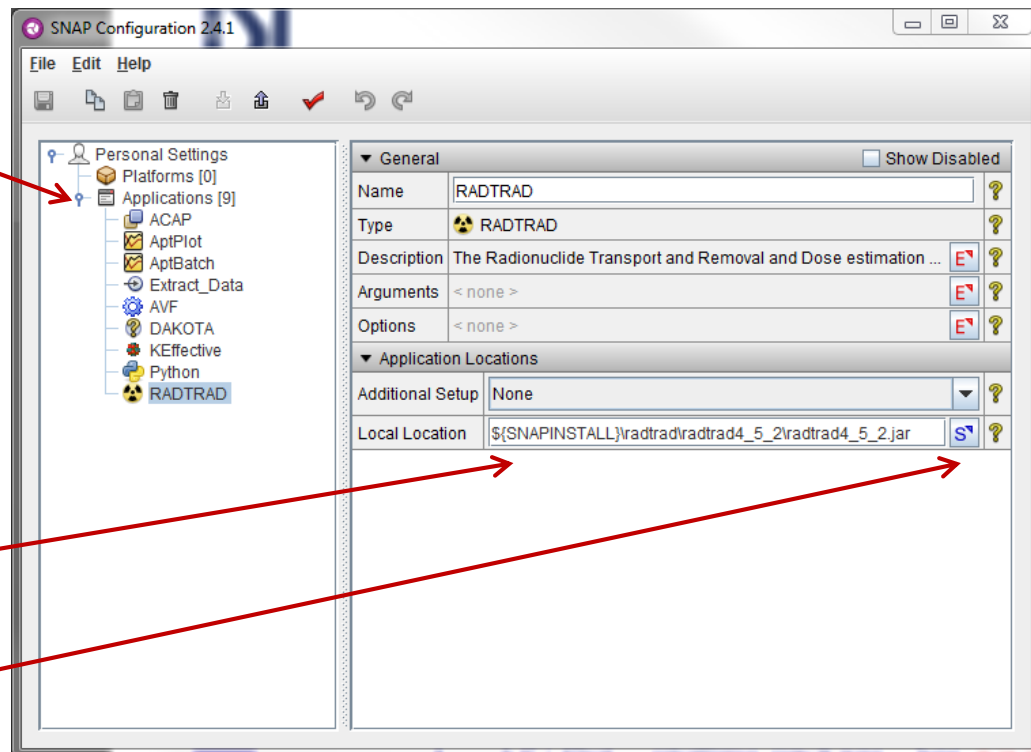 SNAP Configuration 2.4.1
File Edit Help
Personal Settings
Platforms [0]
Applications [9]
ACAP
AptPlot
AptBatch
Extract_Data
AVF
DAKOTA
KEffective
Python
RADTRAD
General
Show Disabled
Name RADTRAD
Type RADTRAD
Description The Radionuclide Transport and Removal and Dose estimation ... E
Arguments < none > E
Options < none > E
Application Locations
Additional Setup None
Local Location ${SNAPINSTALL}\radtrad\radtrad4_5_2\radtrad4_5_2.jar S